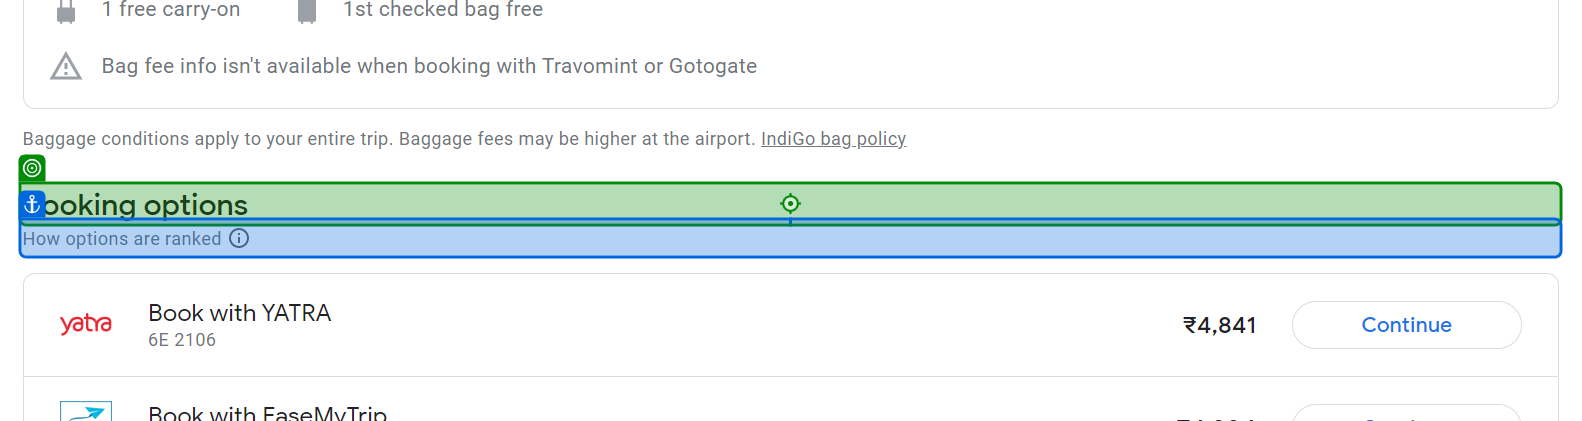 1 free carry-on 1st checked bag free
Bag fee info isn't available when booking with Travomint or Gotogate
Baggage conditions apply to your entire trip. Baggage fees may be higher at the airport. IndiGo bag policy
ooking options
How options are ranked
yatra Book with YATRA ₹4,841 Continue
6E 2106
Book with EaseMyTrip